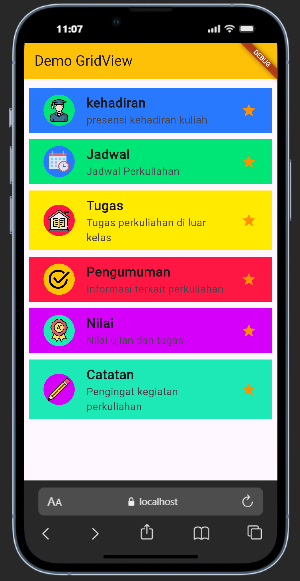 11:07
Demo GridView
DEBUG
kehadiran
presensi kehadiran kuliah
Jadwal
Jadwal Perkuliahan
Tugas
Tugas perkuliahan di luar
kelas
Pengumuman
Informasi terkait perkuliahan
Nilai
Nilai ujian dan tugas
Catatan
Pengingat kegiatan
perkuliahan
AA
localhost